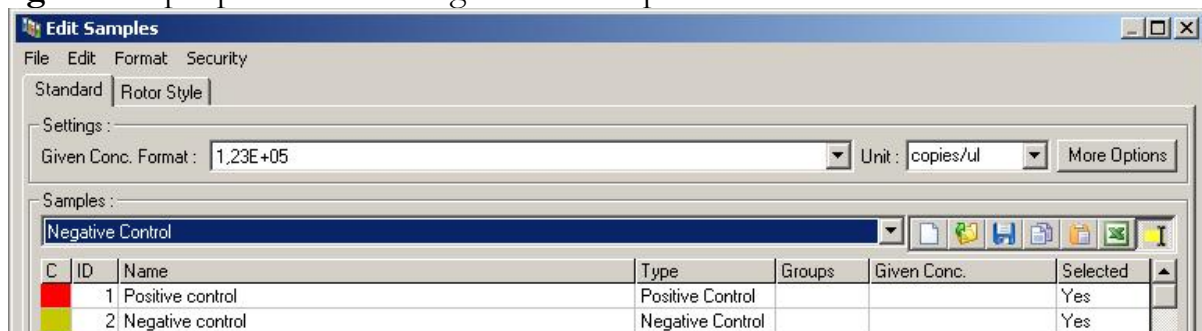 Edit Samples
File Edit Format Security
Standard Rotor Style
Settings :
Given Conc. Format : 1,23E+05 Unit : copies/ul More Options
Samples :
Negative Control
C ID Name Type Groups Given Conc. Selected
1 Positive control Positive Control Yes
2 Negative control Negative Control Yes